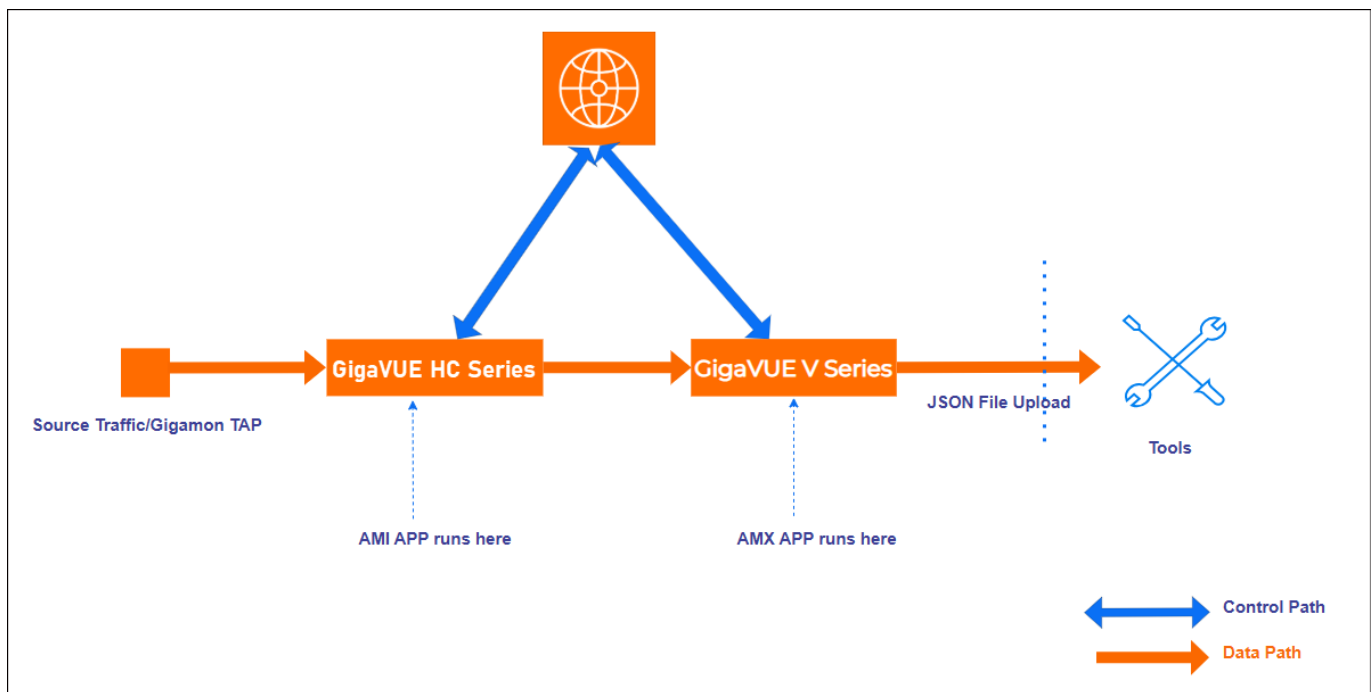 GigaVUE HC Series
GigaVUE V Series
JSON File Upload
Source Traffic/Gigamon TAP
Tools
AMI APP runs here
AMX APP runs here
Control Path
Data Path